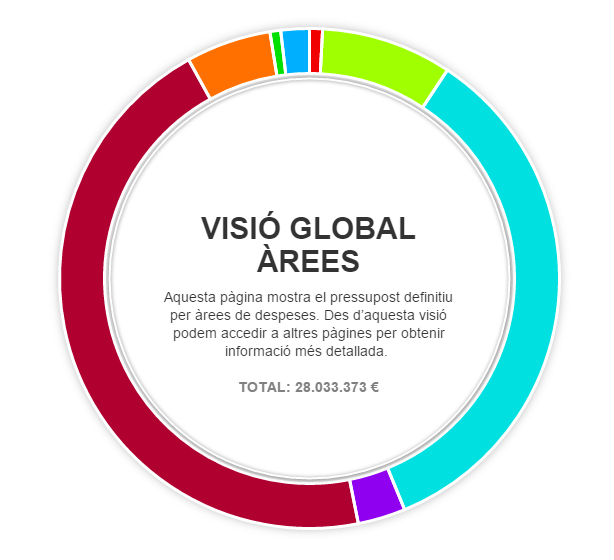 VISIÓ GLOBAL
ÀREES
Aquesta pàgina mostra el pressupost definitiu
per àrees de despeses. Des d'aquesta visió
podem accedir a altres pàgines per obtenir
informació més detallada.
TOTAL: 28.033.373 €